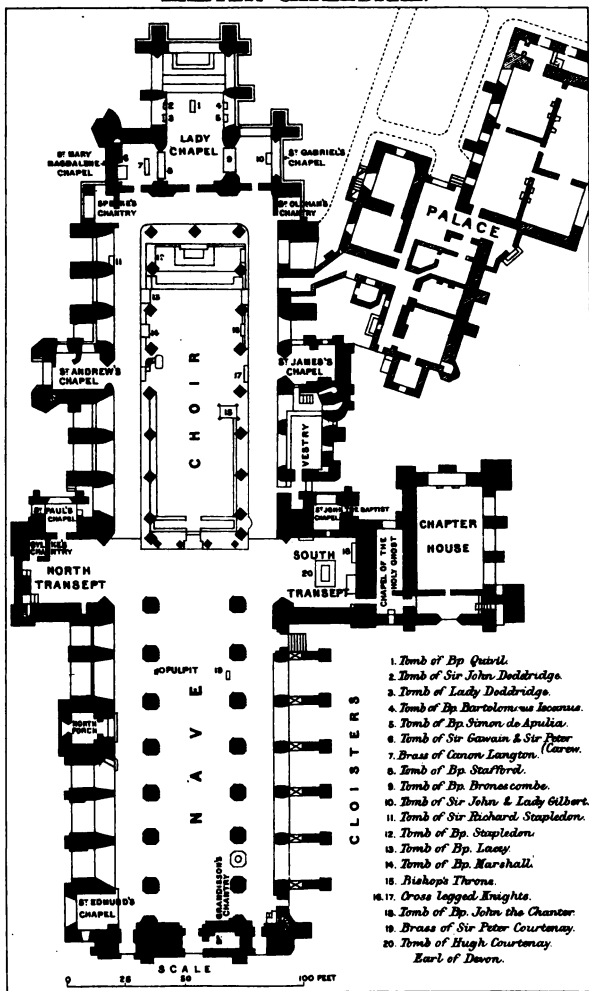 EXETER CATHEDRAL.
LADY
CHAPEL
ST MARY
MAGDALENE
CHAPEL
ST GABRIEL'S
CHAPEL
SPEKE'S
CHANTRY
ST OLDHAM'S
CHANTRY
PALACE
ST ANDREW'S
CHAPEL
CHOIR
ST JAMES'S
CHAPEL
VESTRY
ST PAUL'S
CHAPEL
SYLKE'S
CHANTRY
NORTH
TRANSEPT
ST JOHN THE BAPTIST
CHAPEL
SOUTH
TRANSEPT
CHAPEL OF THE
HOLY GHOST
CHAPTER
HOUSE
PULPIT
NAVE
NORTH
PORCH
CLOISTERS
ST EDMUND'S
CHAPEL
GRANDISSON'S
CHANTRY
1. Tomb of Bp Quivil.
2. Tomb of Sir John Doddridge.
3. Tomb of Lady Doddridge.
4. Tomb of Bp. Bartolomeus Iscanus.
5. Tomb of Bp. Simon de Apulia.
6. Tomb of Sir Gawain & Sir Peter
(Carew.
7. Brass of Canon Langton.
8. Tomb of Bp. Stafford.
9. Tomb of Bp. Bronescombe.
10. Tomb of Sir John & Lady Gilbert.
11. Tomb of Sir Richard Stapledon.
12. Tomb of Bp. Stapledon
13. Tomb of Bp. Lacey.
14. Tomb of Bp. Marshall.
15. Bishop's Throne.
16.17. Cross legged Knights.
18. Tomb of Bp. John the Chanter.
19. Brass of Sir Peter Courtenay.
20. Tomb of Hugh Courtenay.
Earl of Devon.
SCALE
0 25 50 100 FEET